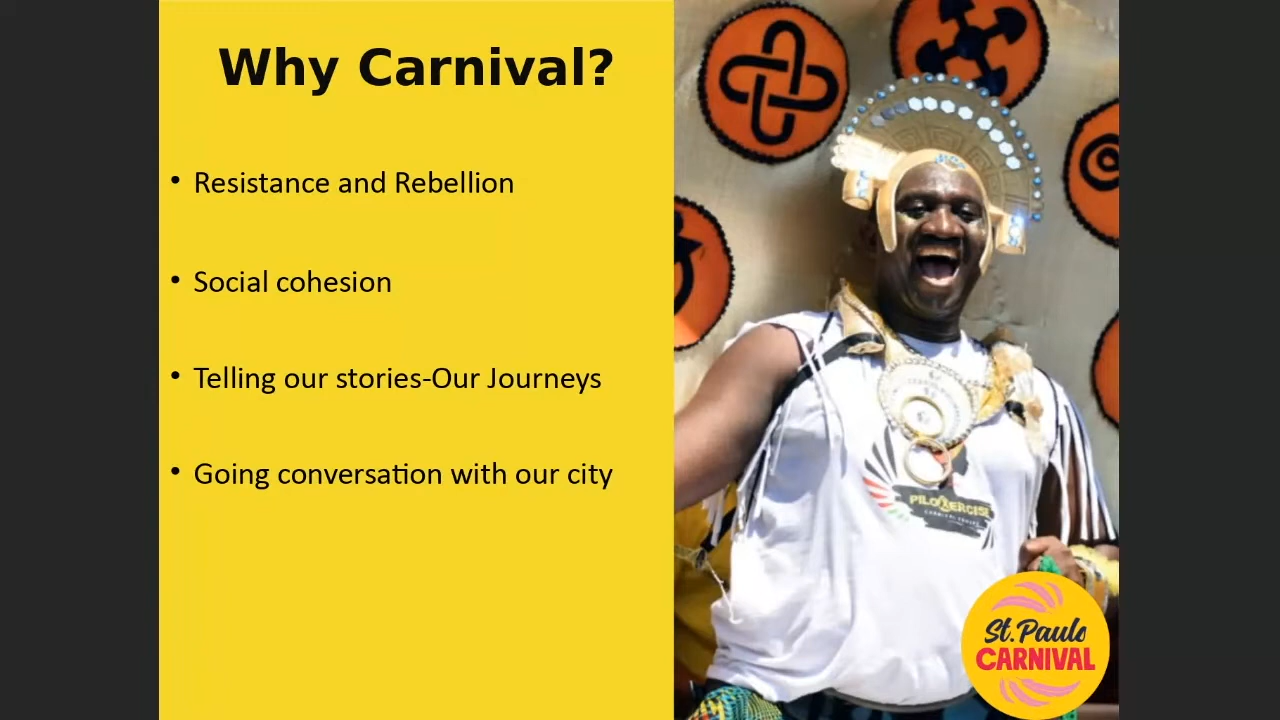 Why Carnival?
• Resistance and Rebellion
• Social cohesion
• Telling our stories-Our Journeys
• Going conversation with our city
St.Pauls
CARNIVAL